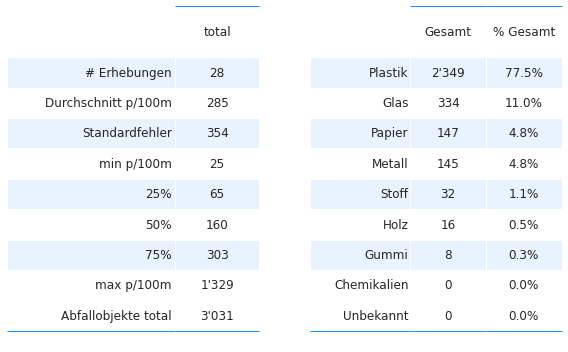 total
# Erhebungen 28
Durchschnitt p/100m 285
Standardfehler 354
min p/100m 25
25% 65
50% 160
75% 303
max p/100m 1'329
Abfallobjekte total 3'031
Gesamt % Gesamt
Plastik 2'349 77.5%
Glas 334 11.0%
Papier 147 4.8%
Metall 145 4.8%
Stoff 32 1.1%
Holz 16 0.5%
Gummi 8 0.3%
Chemikalien 0 0.0%
Unbekannt 0 0.0%